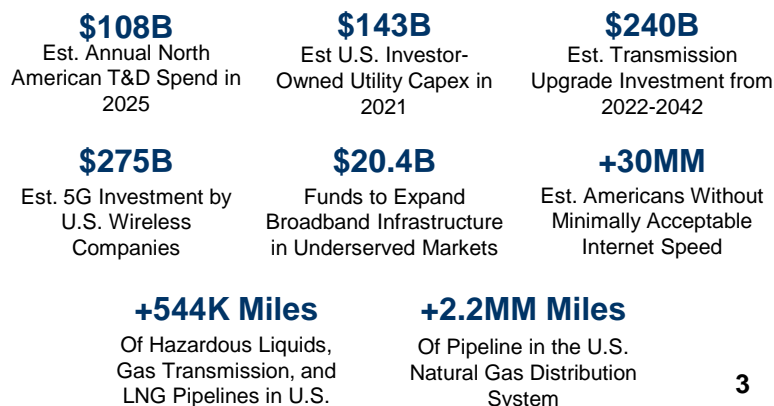 $108B
Est. Annual North
American T&D Spend in
2025
$143B
Est U.S. Investor-
Owned Utility Capex in
2021
$240B
Est. Transmission
Upgrade Investment from
2022-2042
$275B
Est. 5G Investment by
U.S. Wireless
Companies
$20.4B
Funds to Expand
Broadband Infrastructure
in Underserved Markets
+30MM
Est. Americans Without
Minimally Acceptable
Internet Speed
+544K Miles
Of Hazardous Liquids,
Gas Transmission, and
LNG Pipelines in U.S.
+2.2MM Miles
Of Pipeline in the U.S.
Natural Gas Distribution
System
3